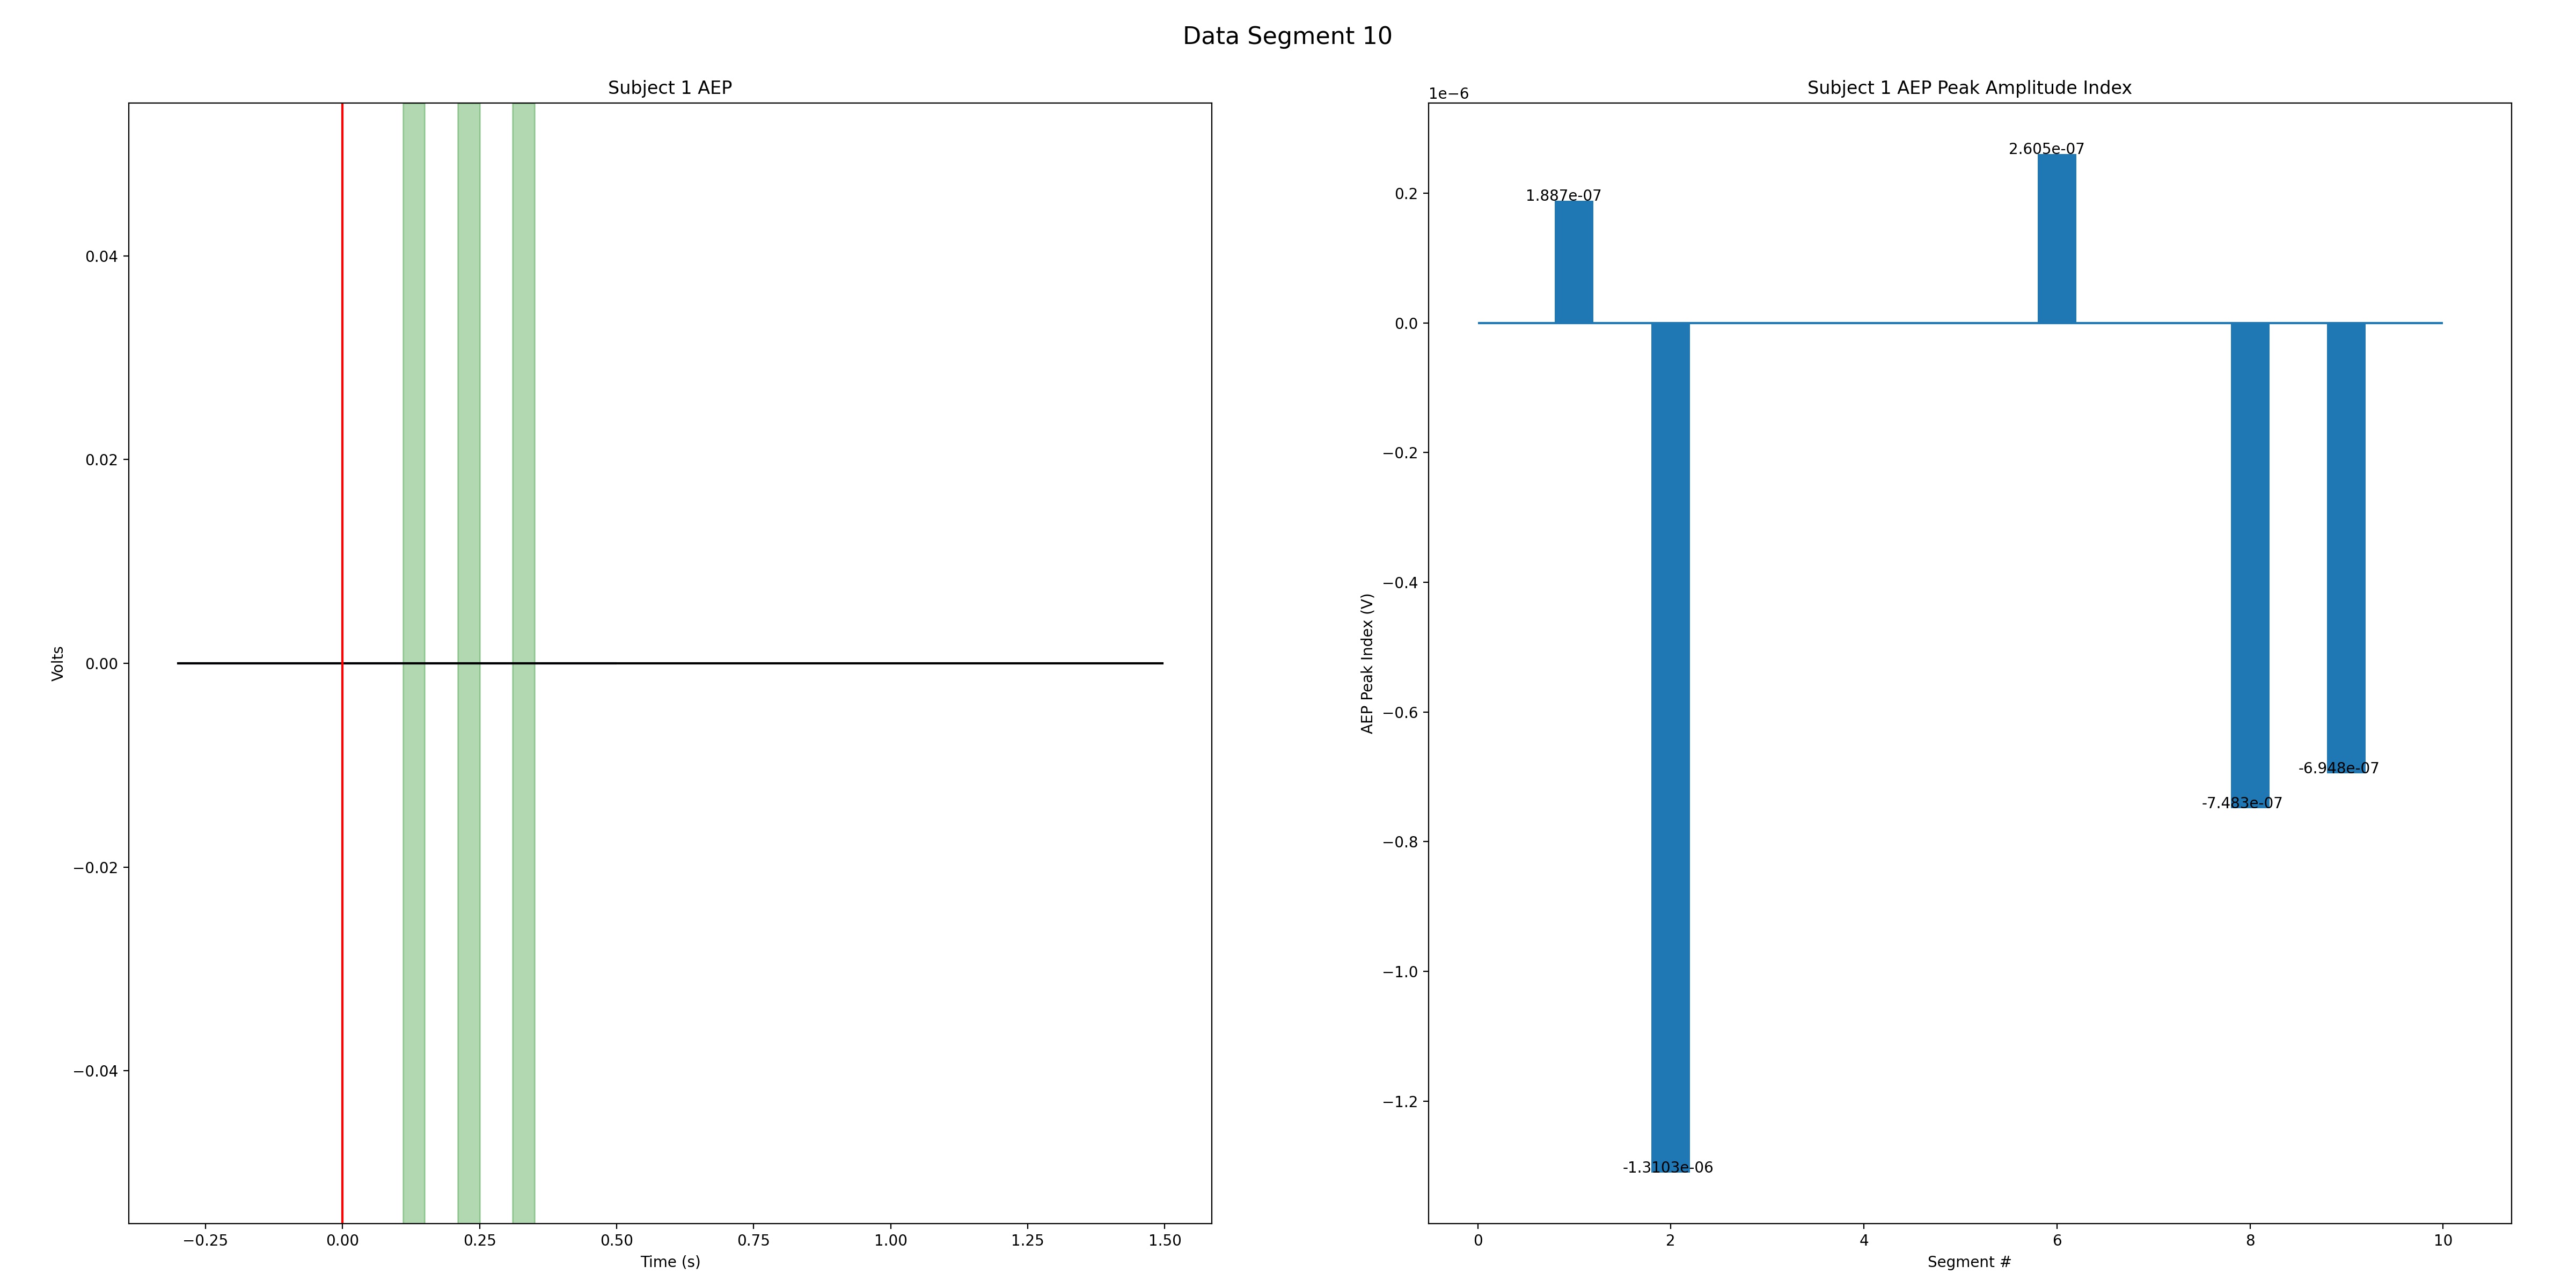 Data Segment 10
Subject 1 AEP
Volts
0.04
0.02
0.00
−0.02
−0.04
−0.25
0.00
0.25
0.50
0.75
1.00
1.25
1.50
Time (s)
Subject 1 AEP Peak Amplitude Index
1e−6
AEP Peak Index (V)
0.2
0.0
−0.2
−0.4
−0.6
−0.8
−1.0
−1.2
1.887e-07
-1.3103e-06
2.605e-07
-7.483e-07
-6.948e-07
0
2
4
6
8
10
Segment #